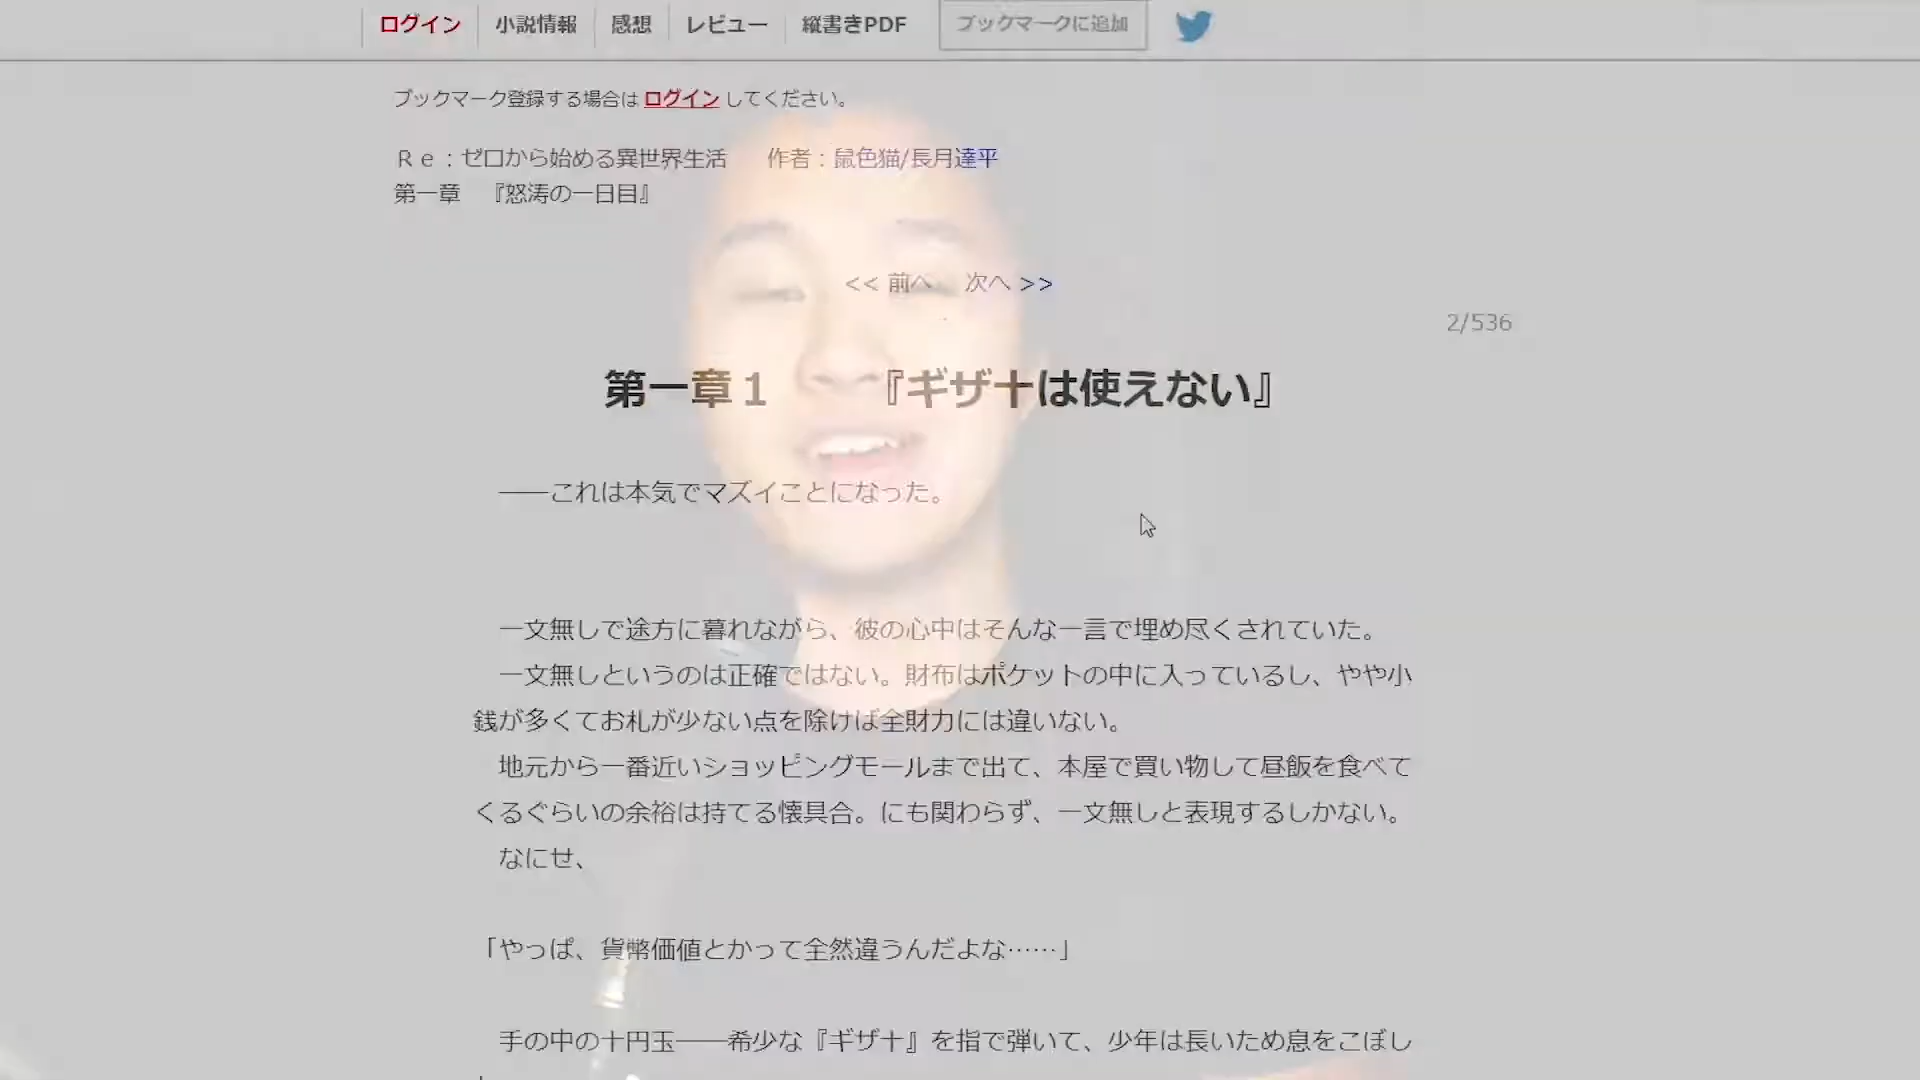 ログイン 小説情報 感想 レビュー 縦書きPDF ブックマークに追加
ブックマーク登録する場合はログインしてください。
Ｒｅ：ゼロから始める異世界生活 作者：鼠色猫/長月達平
第一章 『怒涛の一日目』
<< 前へ 次へ >>
2/536
第一章１ 『ギザ十は使えない』
――これは本気でマズイことになった。
一文無しで途方に暮れながら、彼の心中はそんな一言で埋め尽くされていた。
一文無しというのは正確ではない。財布はポケットの中に入っているし、やや小
銭が多くてお札が少ない点を除けば全財力には違いない。
地元から一番近いショッピングモールまで出て、本屋で買い物して昼飯を食べて
くるぐらいの余裕は持てる懐具合。にも関わらず、一文無しと表現するしかない。
なにせ、
「やっぱ、貨幣価値とかって全然違うんだよな……」
手の中の十円玉――希少な『ギザ十』を指で弾いて、少年は長いため息をこぼし